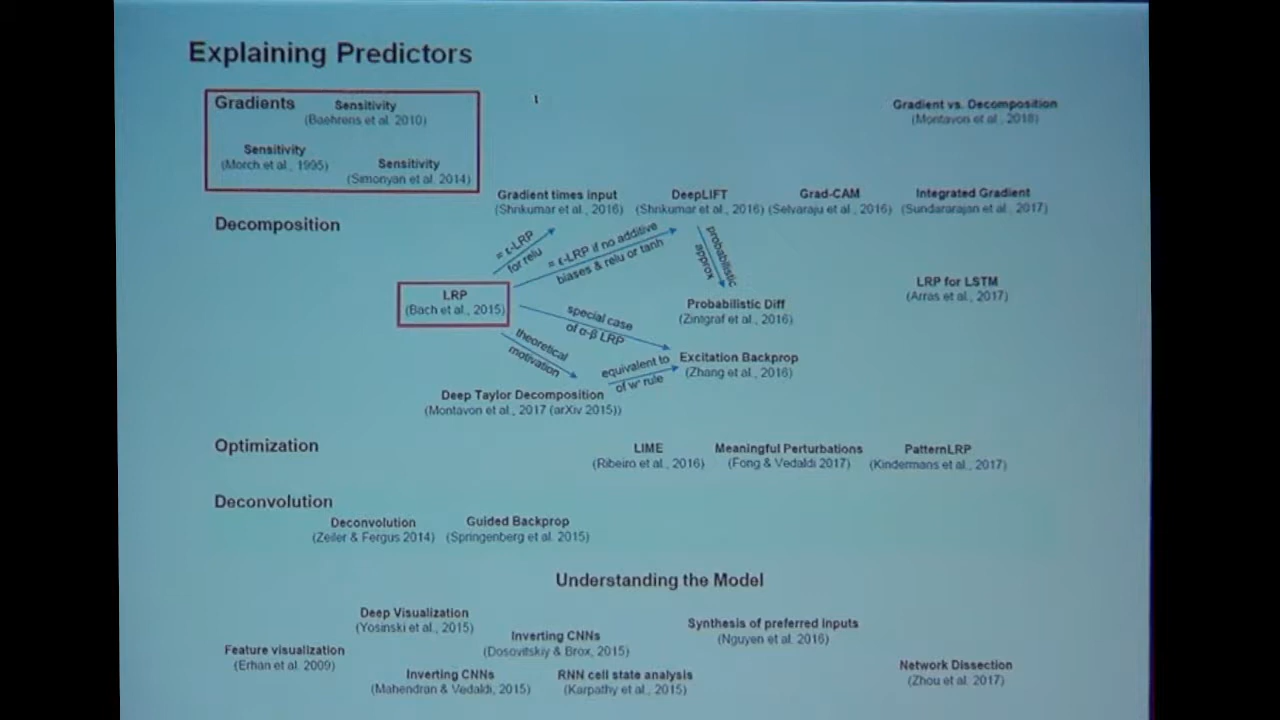 Explaining Predictors
Gradients
Sensitivity
(Baehrens et al. 2010)
Sensitivity
(Morch et al., 1995)
Sensitivity
(Simonyan et al. 2014)
Gradient vs. Decomposition
(Montavon et al., 2018)
Decomposition
Gradient times input
(Shrikumar et al., 2016)
DeepLIFT
(Shrikumar et al., 2016)
Grad-CAM
(Selvaraju et al., 2016)
Integrated Gradient
(Sundararajan et al., 2017)
= ε-LRP
for relu
= ε-LRP if no additive
biases & relu or tanh
probabilistic
approx
LRP
(Bach et al., 2015)
LRP for LSTM
(Arras et al., 2017)
Probabilistic Diff
(Zintgraf et al., 2016)
special case
of α-β LRP
theoretical
motivation
equivalent to
of w⁺ rule
Excitation Backprop
(Zhang et al., 2016)
Deep Taylor Decomposition
(Montavon et al., 2017 (arXiv 2015))
Optimization
LIME
(Ribeiro et al., 2016)
Meaningful Perturbations
(Fong & Vedaldi 2017)
PatternLRP
(Kindermans et al., 2017)
Deconvolution
Deconvolution
(Zeiler & Fergus 2014)
Guided Backprop
(Springenberg et al. 2015)
Understanding the Model
Deep Visualization
(Yosinski et al., 2015)
Feature visualization
(Erhan et al. 2009)
Inverting CNNs
(Dosovitskiy & Brox, 2015)
Synthesis of preferred inputs
(Nguyen et al. 2016)
Inverting CNNs
(Mahendran & Vedaldi, 2015)
RNN cell state analysis
(Karpathy et al., 2015)
Network Dissection
(Zhou et al. 2017)